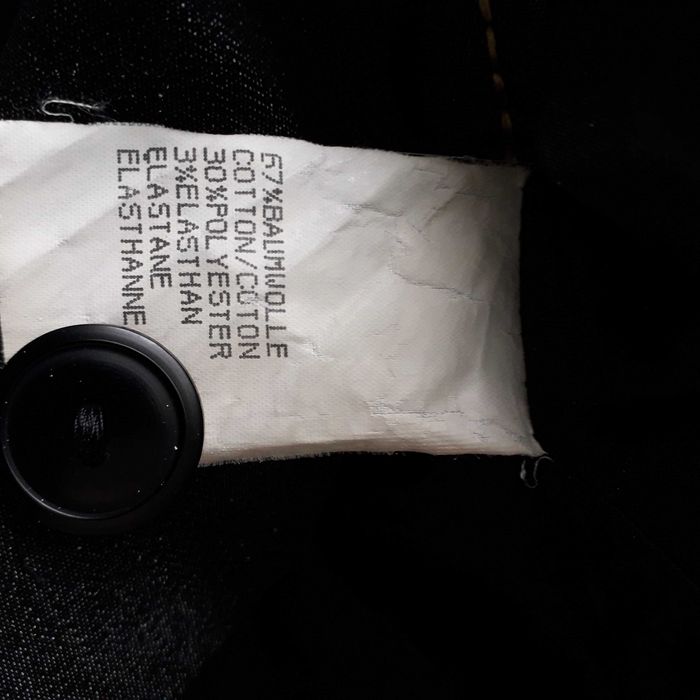 67%BAUMWOLLE
COTTON/COTON
30%POLYESTER
3%ELASTHAN
ELASTANE
ELASTHANNE